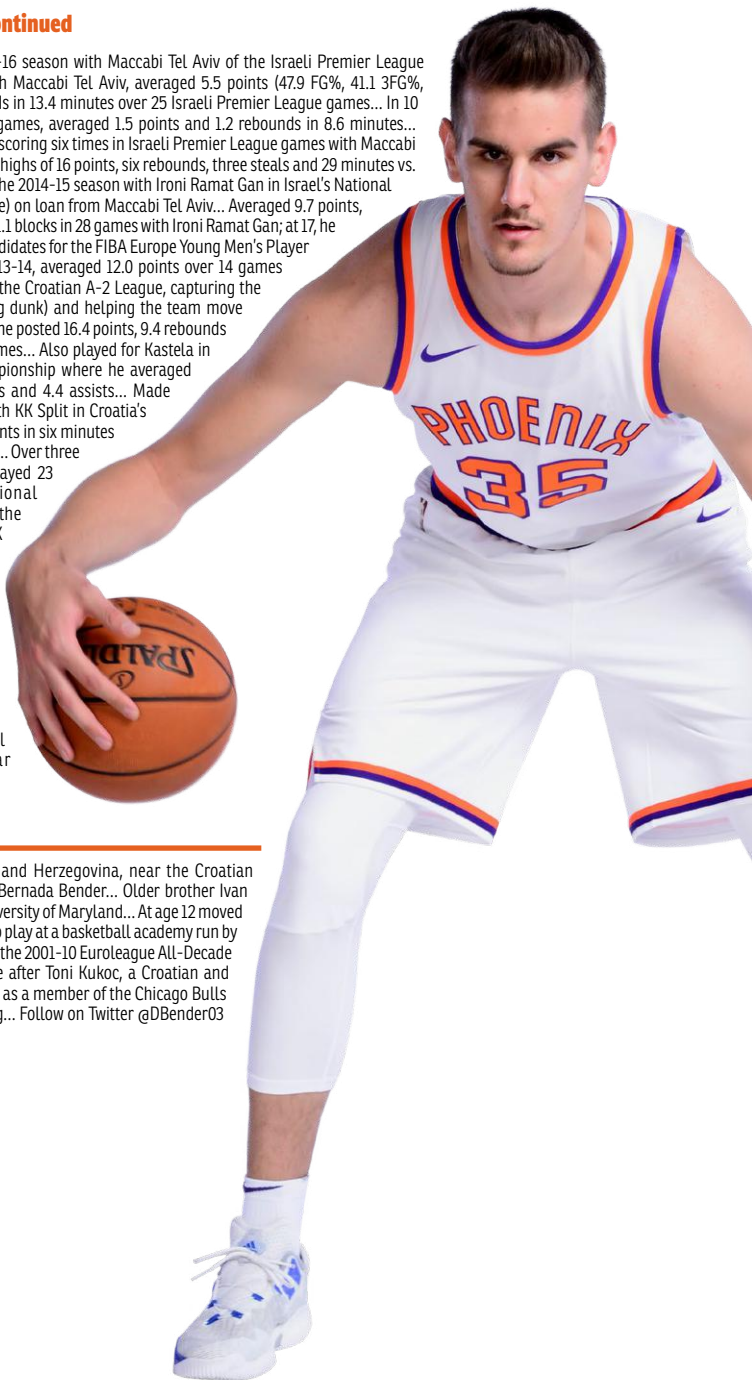 ontinued
-16 season with Maccabi Tel Aviv of the Israeli Premier League
h Maccabi Tel Aviv, averaged 5.5 points (47.9 FG%, 41.1 3FG%,
ds in 13.4 minutes over 25 Israeli Premier League games... In 10
games, averaged 1.5 points and 1.2 rebounds in 8.6 minutes...
scoring six times in Israeli Premier League games with Maccabi
highs of 16 points, six rebounds, three steals and 29 minutes vs.
he 2014-15 season with Ironi Ramat Gan in Israel's National
e) on loan from Maccabi Tel Aviv... Averaged 9.7 points,
.1 blocks in 28 games with Ironi Ramat Gan; at 17, he
didates for the FIBA Europe Young Men's Player
13-14, averaged 12.0 points over 14 games
the Croatian A-2 League, capturing the
g dunk) and helping the team move
he posted 16.4 points, 9.4 rebounds
mes... Also played for Kastela in
pionship where he averaged
s and 4.4 assists... Made
th KK Split in Croatia's
nts in six minutes
... Over three
ayed 23
ional
the
K
l
ar
and Herzegovina, near the Croatian
Bernada Bender... Older brother Ivan
versity of Maryland... At age 12 moved
o play at a basketball academy run by
the 2001-10 Euroleague All-Decade
e after Toni Kukoc, a Croatian and
as a member of the Chicago Bulls
g... Follow on Twitter @DBender03
PHOENIX
35
SPALDI